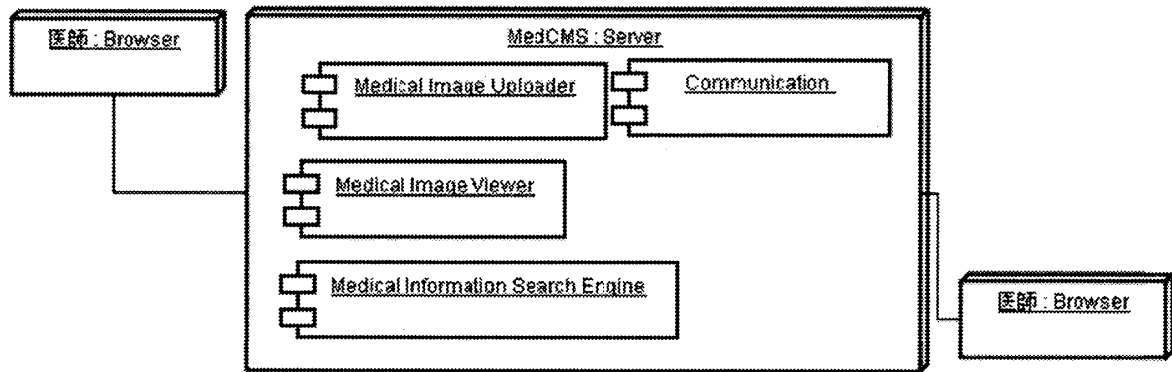 医師 : Browser
MedCMS : Server
Medical Image Uploader
Communication
Medical Image Viewer
Medical Information Search Engine
医師 : Browser